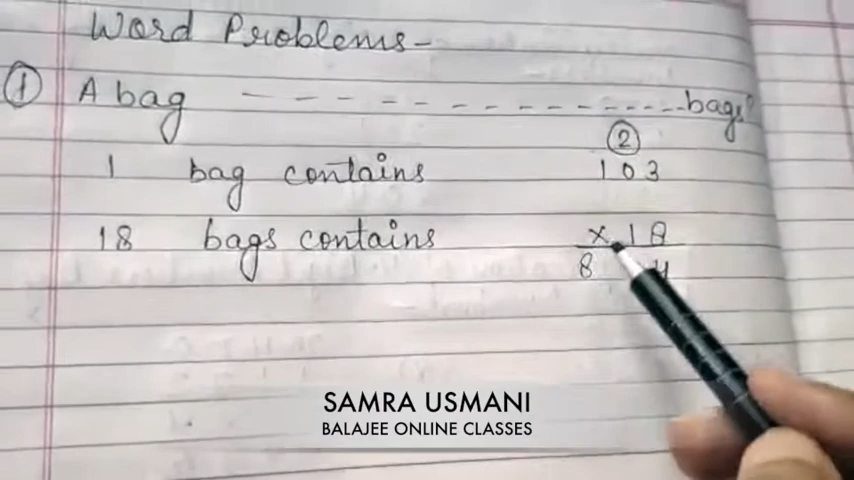 Word Problems-
① A bag - - - - - - - - - - - - - - bags?
②
1 bag contains 103
18 bags contains × 18
8 4
SAMRA USMANI
BALAJEE ONLINE CLASSES